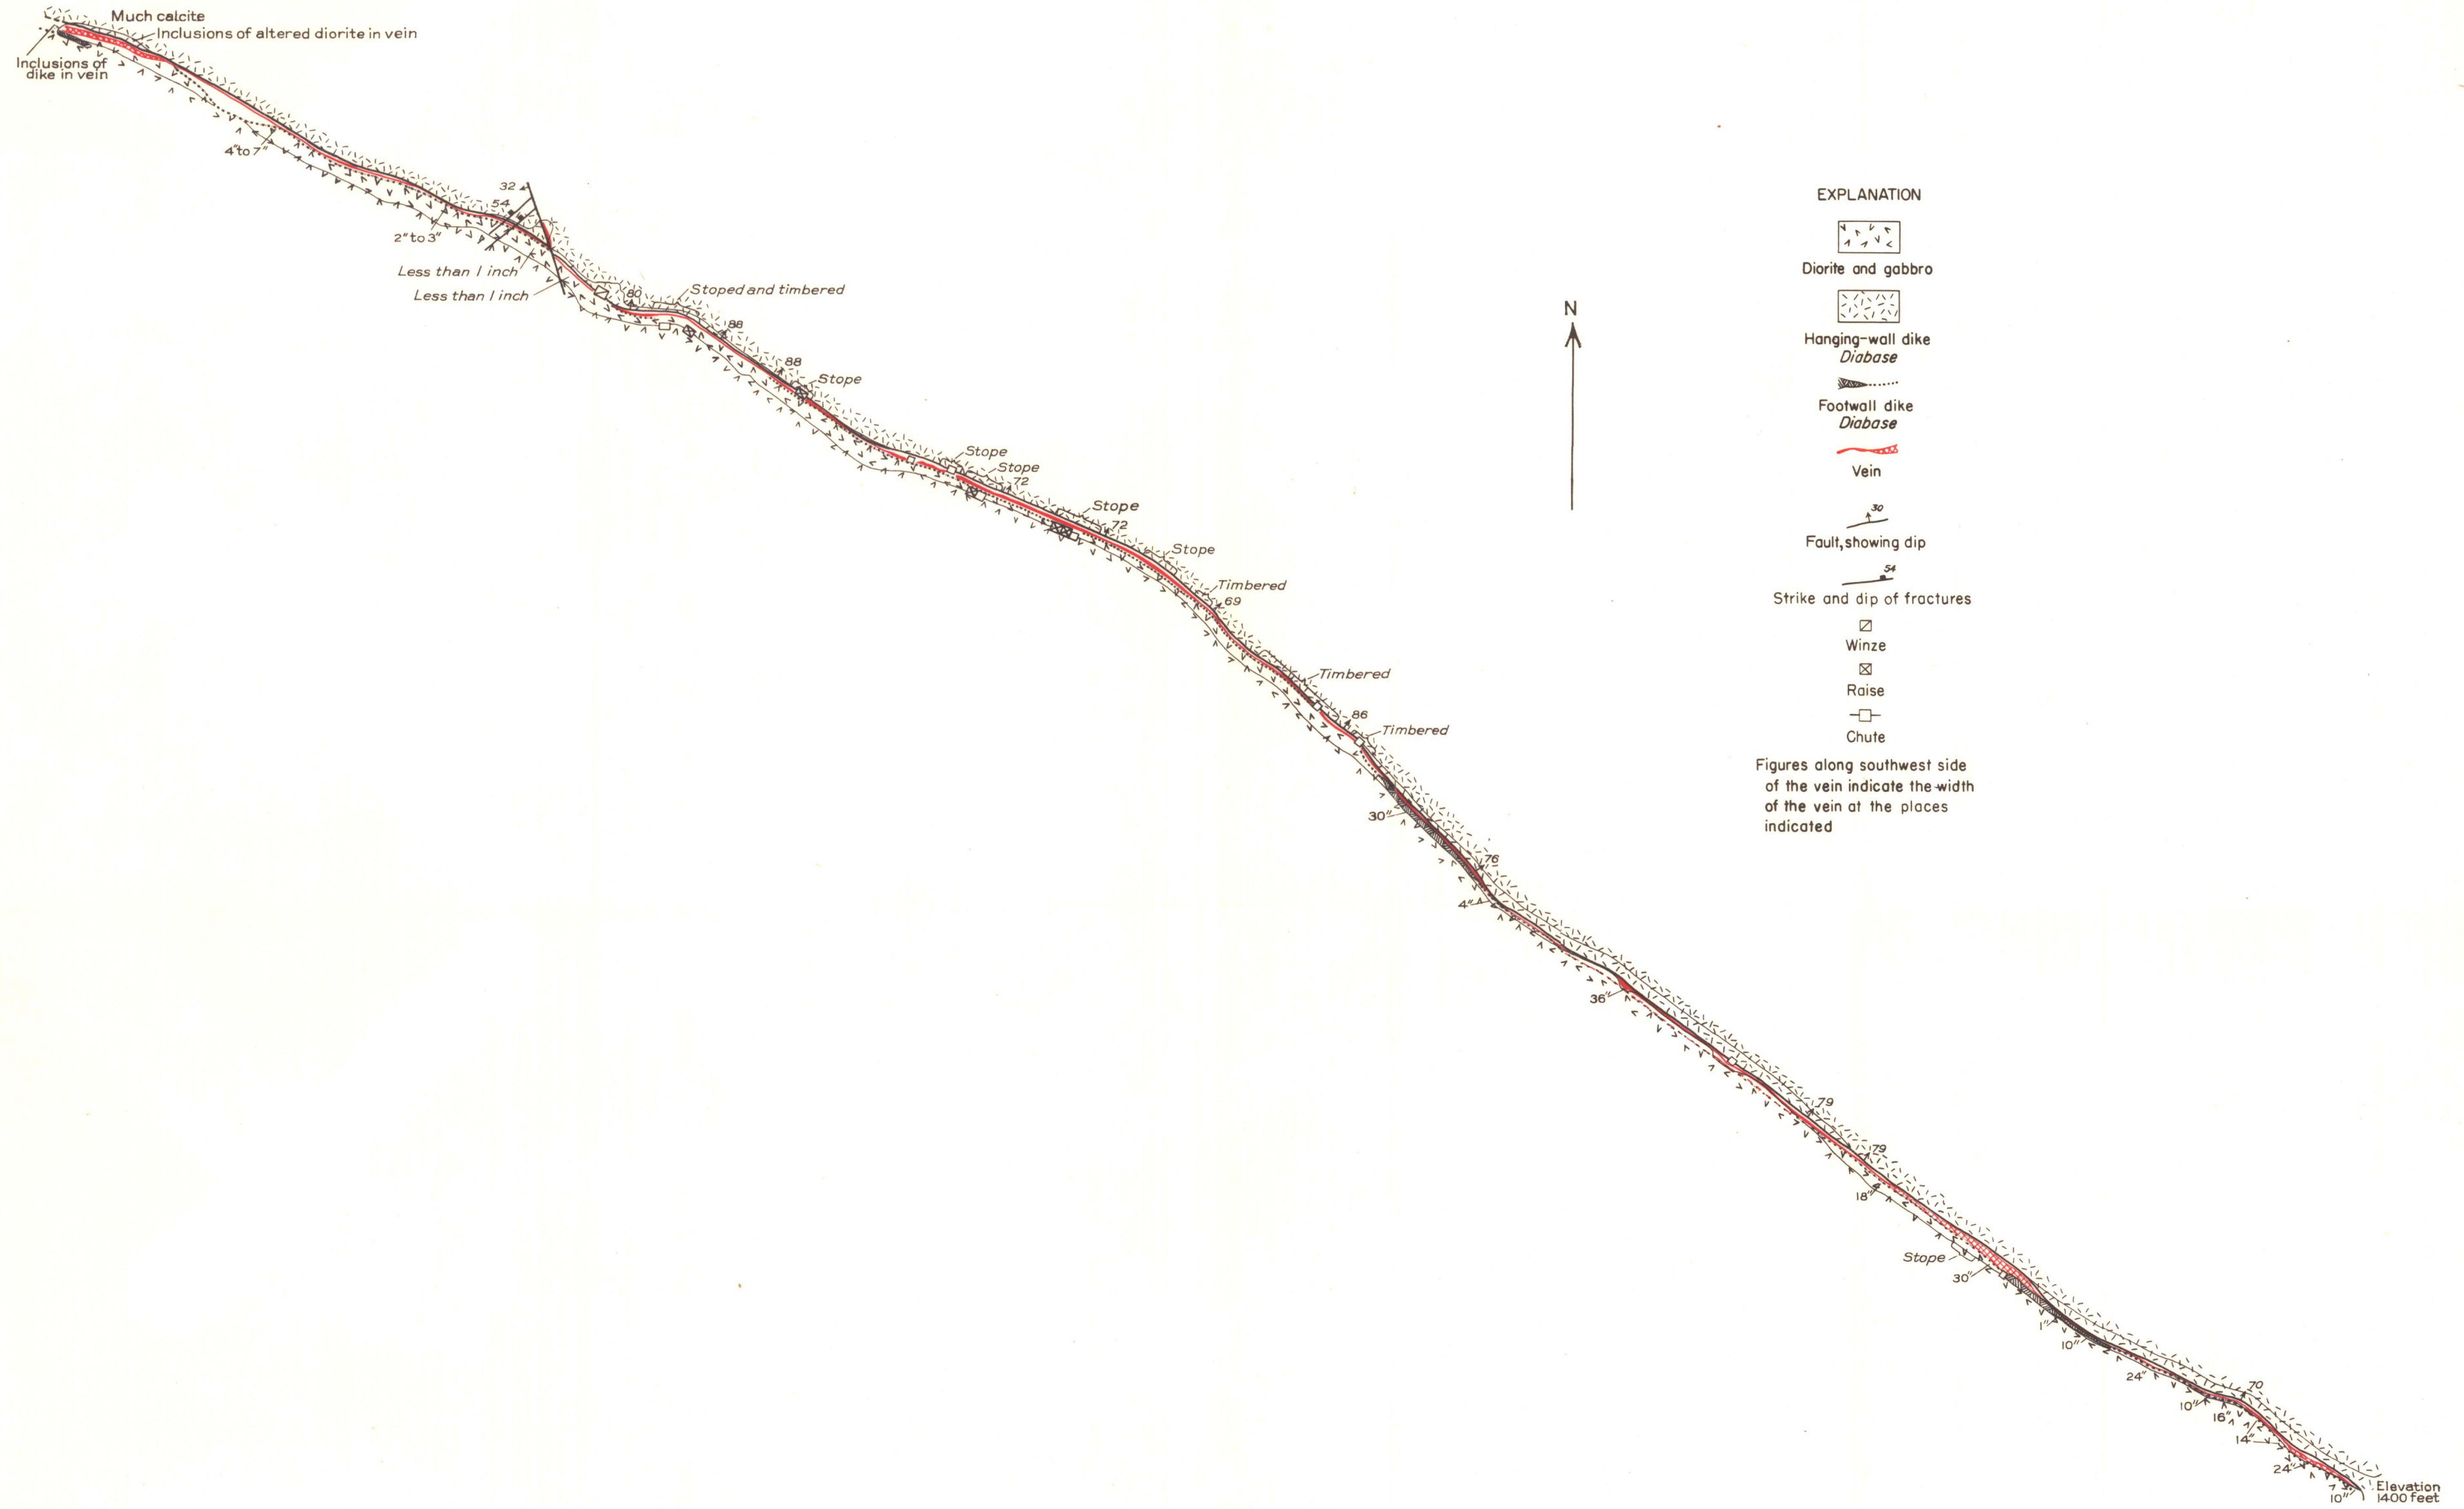 Much calcite
Inclusions of altered diorite in vein
Inclusions of
dike in vein
4" to 7"
32
54
2" to 3"
Less than 1 inch
Less than 1 inch
80
Stoped and timbered
88
88
Stope
Stope
Stope
72
Stope
72
Stope
Timbered
69
Timbered
86
Timbered
30"
76
4"
36"
79
79
18"
Stope
30"
1"
10"
24"
70
10"
16"
14"
24"
10"
Elevation
1400 feet
N
EXPLANATION
Diorite and gabbro
Hanging-wall dike
Diabase
Footwall dike
Diabase
Vein
30
Fault, showing dip
54
Strike and dip of fractures
Winze
Raise
Chute
Figures along southwest side
of the vein indicate the width
of the vein at the places
indicated